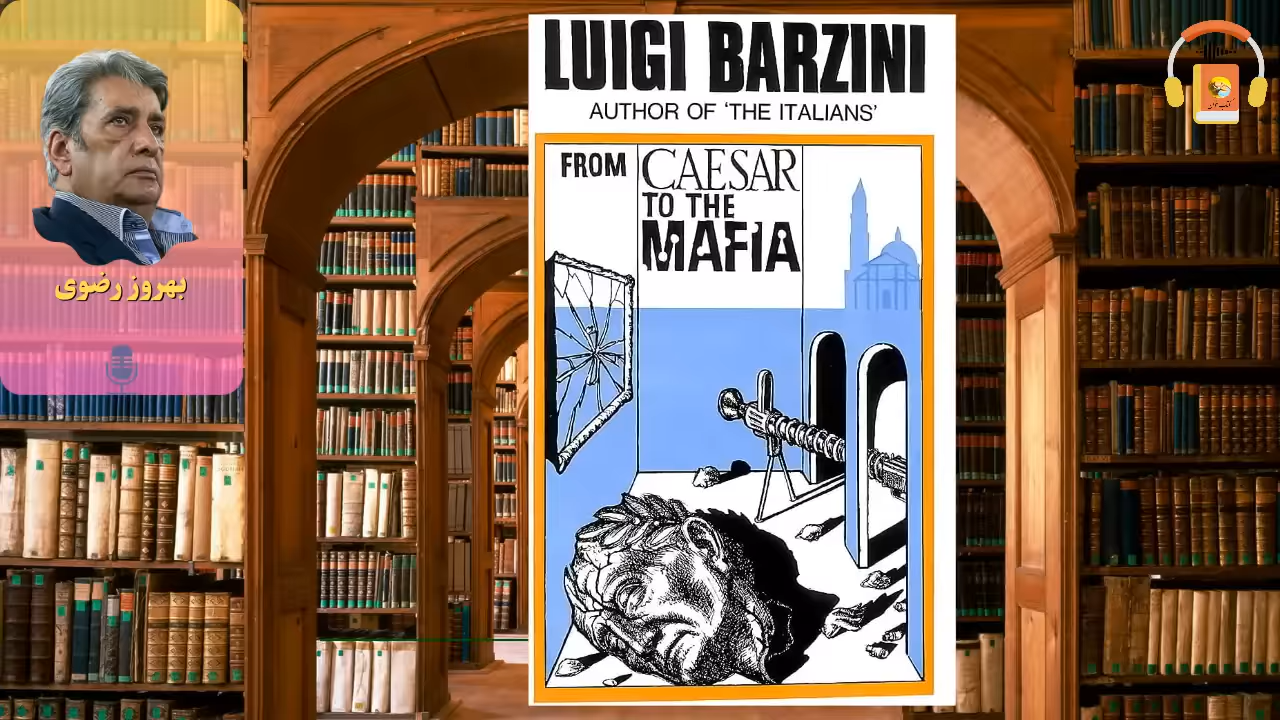 LUIGI BARZINI
AUTHOR OF ‘THE ITALIANS’
FROM CAESAR
TO THE
MAFIA
بهروز رضوی